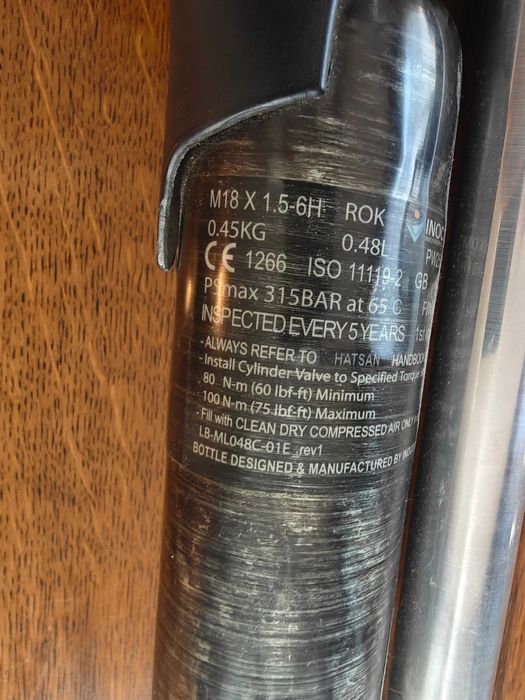 M18 X 1.5-6H ROK INOC
0.45KG 0.48L
CE 1266 ISO 11119-2 GB
PSmax 315BAR at 65°C
INSPECTED EVERY 5 YEARS 1st
- ALWAYS REFER TO HATSAN HANDBOOK
- Install Cylinder Valve to Specified Torque
80 N-m (60 lbf-ft) Minimum
100 N-m (75 lbf-ft) Maximum
- Fill with CLEAN DRY COMPRESSED AIR ONLY
LB-ML048C-01E_rev1
BOTTLE DESIGNED & MANUFACTURED BY INOC